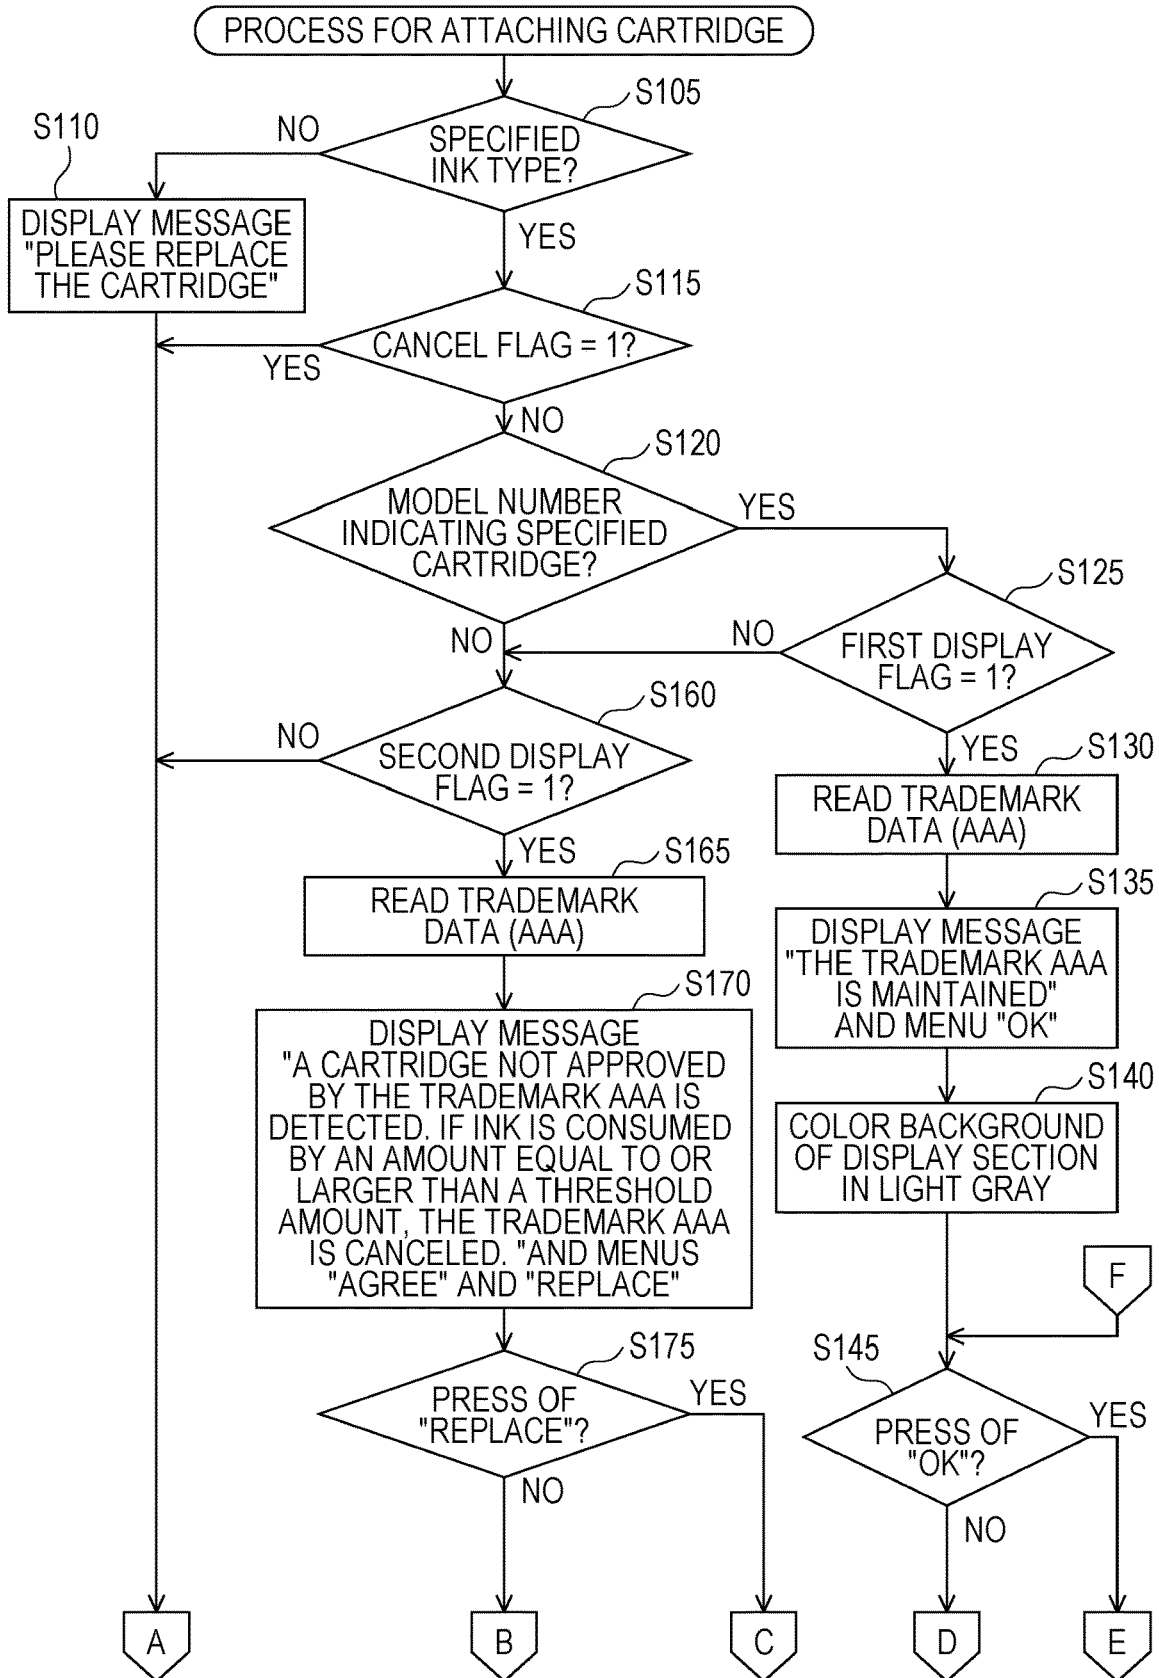 PROCESS FOR ATTACHING CARTRIDGE
S105
SPECIFIED
INK TYPE?
NO
YES
S110
DISPLAY MESSAGE
"PLEASE REPLACE
THE CARTRIDGE"
S115
CANCEL FLAG = 1?
YES
NO
S120
MODEL NUMBER
INDICATING SPECIFIED
CARTRIDGE?
YES
NO
S125
FIRST DISPLAY
FLAG = 1?
NO
YES
S160
SECOND DISPLAY
FLAG = 1?
NO
YES
S130
READ TRADEMARK
DATA (AAA)
S165
READ TRADEMARK
DATA (AAA)
S135
DISPLAY MESSAGE
"THE TRADEMARK AAA
IS MAINTAINED"
AND MENU "OK"
S170
DISPLAY MESSAGE
"A CARTRIDGE NOT APPROVED
BY THE TRADEMARK AAA IS
DETECTED. IF INK IS CONSUMED
BY AN AMOUNT EQUAL TO OR
LARGER THAN A THRESHOLD
AMOUNT, THE TRADEMARK AAA
IS CANCELED. "AND MENUS
"AGREE" AND "REPLACE"
S140
COLOR BACKGROUND
OF DISPLAY SECTION
IN LIGHT GRAY
F
S175
PRESS OF
"REPLACE"?
YES
NO
S145
PRESS OF
"OK"?
YES
NO
A
B
C
D
E